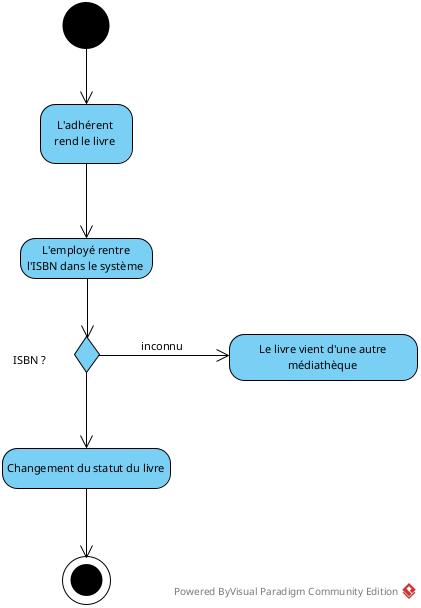 L'adhérent
rend le livre
L'employé rentre
l'ISBN dans le système
inconnu
ISBN ?
Le livre vient d'une autre
médiathèque
Changement du statut du livre
Powered ByVisual Paradigm Community Edition